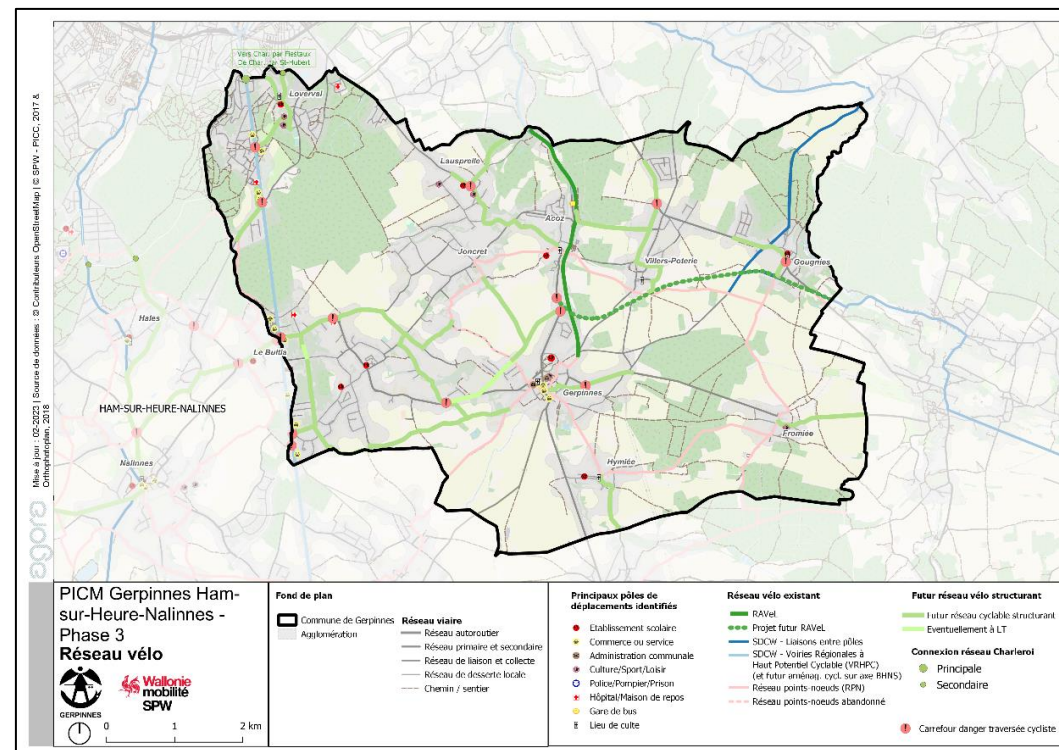 Vers Char. par Fiestaux
De Char. par St-Hubert
Loverval
Lausprelle
Acoz
Joncret
Villers-Poterie
Gougnies
Hales
Le Bultia
HAM-SUR-HEURE-NALINNES
Gerpinnes
Fromiée
Nalinnes
Hymiée
Mise à jour : 02-2023 | Source de données : © Contributeurs OpenStreetMap | © SPW - PICC, 2017 &
Orthophotoplan, 2018
agora
PICM Gerpinnes Ham-
sur-Heure-Nalinnes -
Phase 3
Réseau vélo
GERPINNES
Wallonie
mobilité
SPW
0 1 2 km
Fond de plan
Commune de Gerpinnes
Agglomération
Réseau viaire
Réseau autoroutier
Réseau primaire et secondaire
Réseau de liaison et collecte
Réseau de desserte locale
Chemin / sentier
Principaux pôles de
déplacements identifiés
Etablissement scolaire
Commerce ou service
Administration communale
Culture/Sport/Loisir
Police/Pompier/Prison
Hôpital/Maison de repos
Gare de bus
Lieu de culte
Réseau vélo existant
RAVeL
Projet futur RAVeL
SDCW - Liaisons entre pôles
SDCW - Voiries Régionales à
Haut Potentiel Cyclable (VRHPC)
(et futur aménag. cycl. sur axe BHNS)
Réseau points-noeuds (RPN)
Réseau points-noeuds abandonné
Futur réseau vélo structurant
Futur réseau cyclable structurant
Eventuellement à LT
Connexion réseau Charleroi
Principale
Secondaire
Carrefour danger traversée cycliste